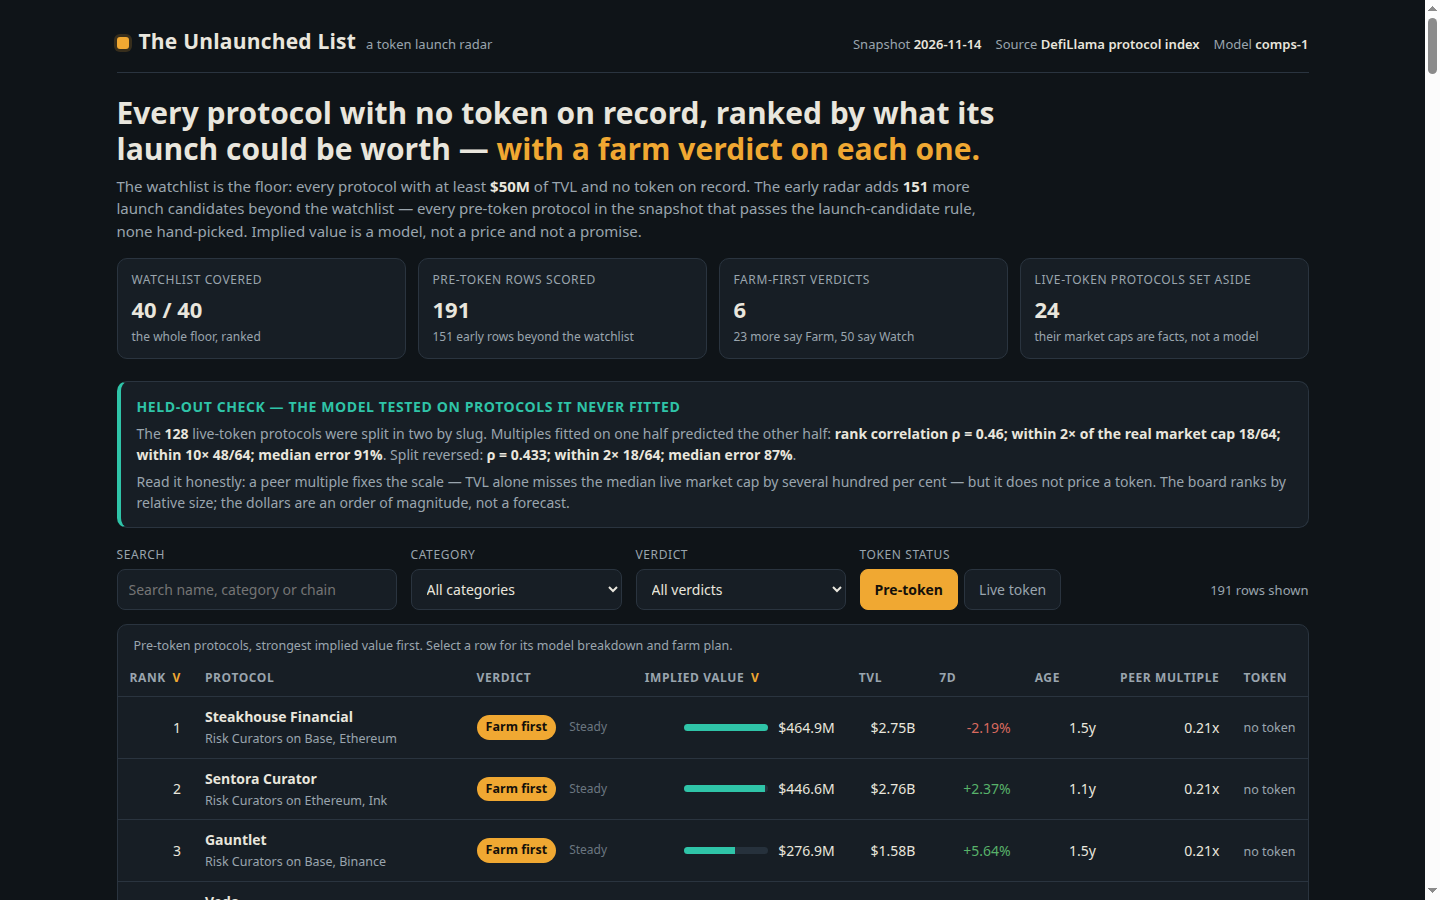 The Unlaunched List a token launch radar
Snapshot 2026-11-14 Source DefiLlama protocol index Model comps-1
Every protocol with no token on record, ranked by what its
launch could be worth — with a farm verdict on each one.
The watchlist is the floor: every protocol with at least $50M of TVL and no token on record. The early radar adds 151 more
launch candidates beyond the watchlist — every pre-token protocol in the snapshot that passes the launch-candidate rule,
none hand-picked. Implied value is a model, not a price and not a promise.
WATCHLIST COVERED
40 / 40
the whole floor, ranked
PRE-TOKEN ROWS SCORED
191
151 early rows beyond the watchlist
FARM-FIRST VERDICTS
6
23 more say Farm, 50 say Watch
LIVE-TOKEN PROTOCOLS SET ASIDE
24
their market caps are facts, not a model
HELD-OUT CHECK — THE MODEL TESTED ON PROTOCOLS IT NEVER FITTED
The 128 live-token protocols were split in two by slug. Multiples fitted on one half predicted the other half: rank correlation ρ = 0.46; within 2× of the real market cap 18/64;
within 10× 48/64; median error 91%. Split reversed: ρ = 0.433; within 2× 18/64; median error 87%.
Read it honestly: a peer multiple fixes the scale — TVL alone misses the median live market cap by several hundred per cent — but it does not price a token. The board ranks by
relative size; the dollars are an order of magnitude, not a forecast.
SEARCH CATEGORY VERDICT TOKEN STATUS
Search name, category or chain All categories All verdicts Pre-token Live token 191 rows shown
Pre-token protocols, strongest implied value first. Select a row for its model breakdown and farm plan.
RANK V PROTOCOL VERDICT IMPLIED VALUE V TVL 7D AGE PEER MULTIPLE TOKEN
1 Steakhouse Financial Farm first Steady $464.9M $2.75B -2.19% 1.5y 0.21x no token
Risk Curators on Base, Ethereum
2 Sentora Curator Farm first Steady $446.6M $2.76B +2.37% 1.1y 0.21x no token
Risk Curators on Ethereum, Ink
3 Gauntlet Farm first Steady $276.9M $1.58B +5.64% 1.5y 0.21x no token
Risk Curators on Base, Binance